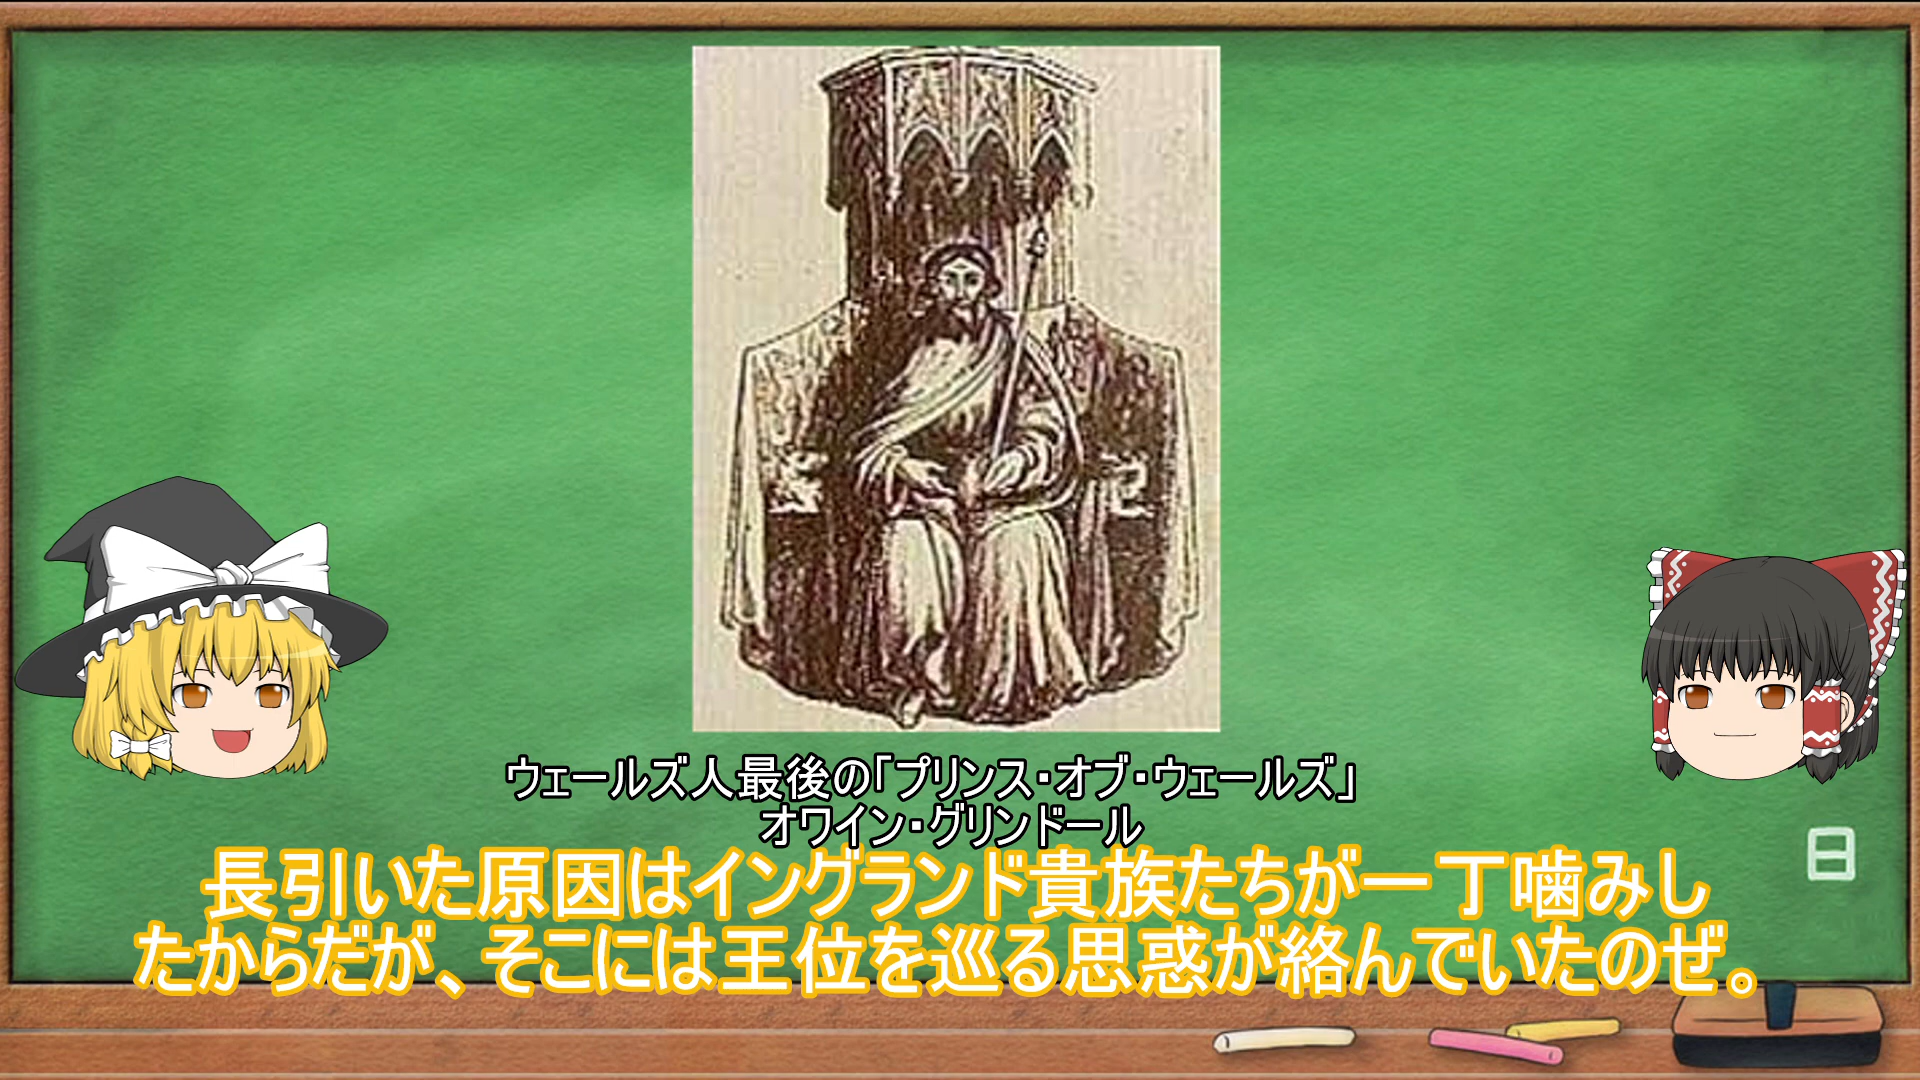 ウェールズ人最後の「プリンス・オブ・ウェールズ」
オワイン・グリンドール
長引いた原因はイングランド貴族たちが一丁噛みし
たからだが、そこには王位を巡る思惑が絡んでいたのぜ。
日